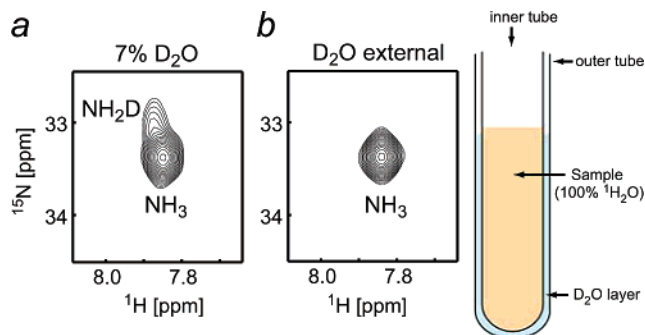 a
7% D₂O
NH₂D
NH₃
33
34
¹⁵N [ppm]
8.0 7.8
¹H [ppm]
b
D₂O external
NH₃
33
34
8.0 7.8
¹H [ppm]
inner tube
outer tube
Sample
(100% ¹H₂O)
D₂O layer